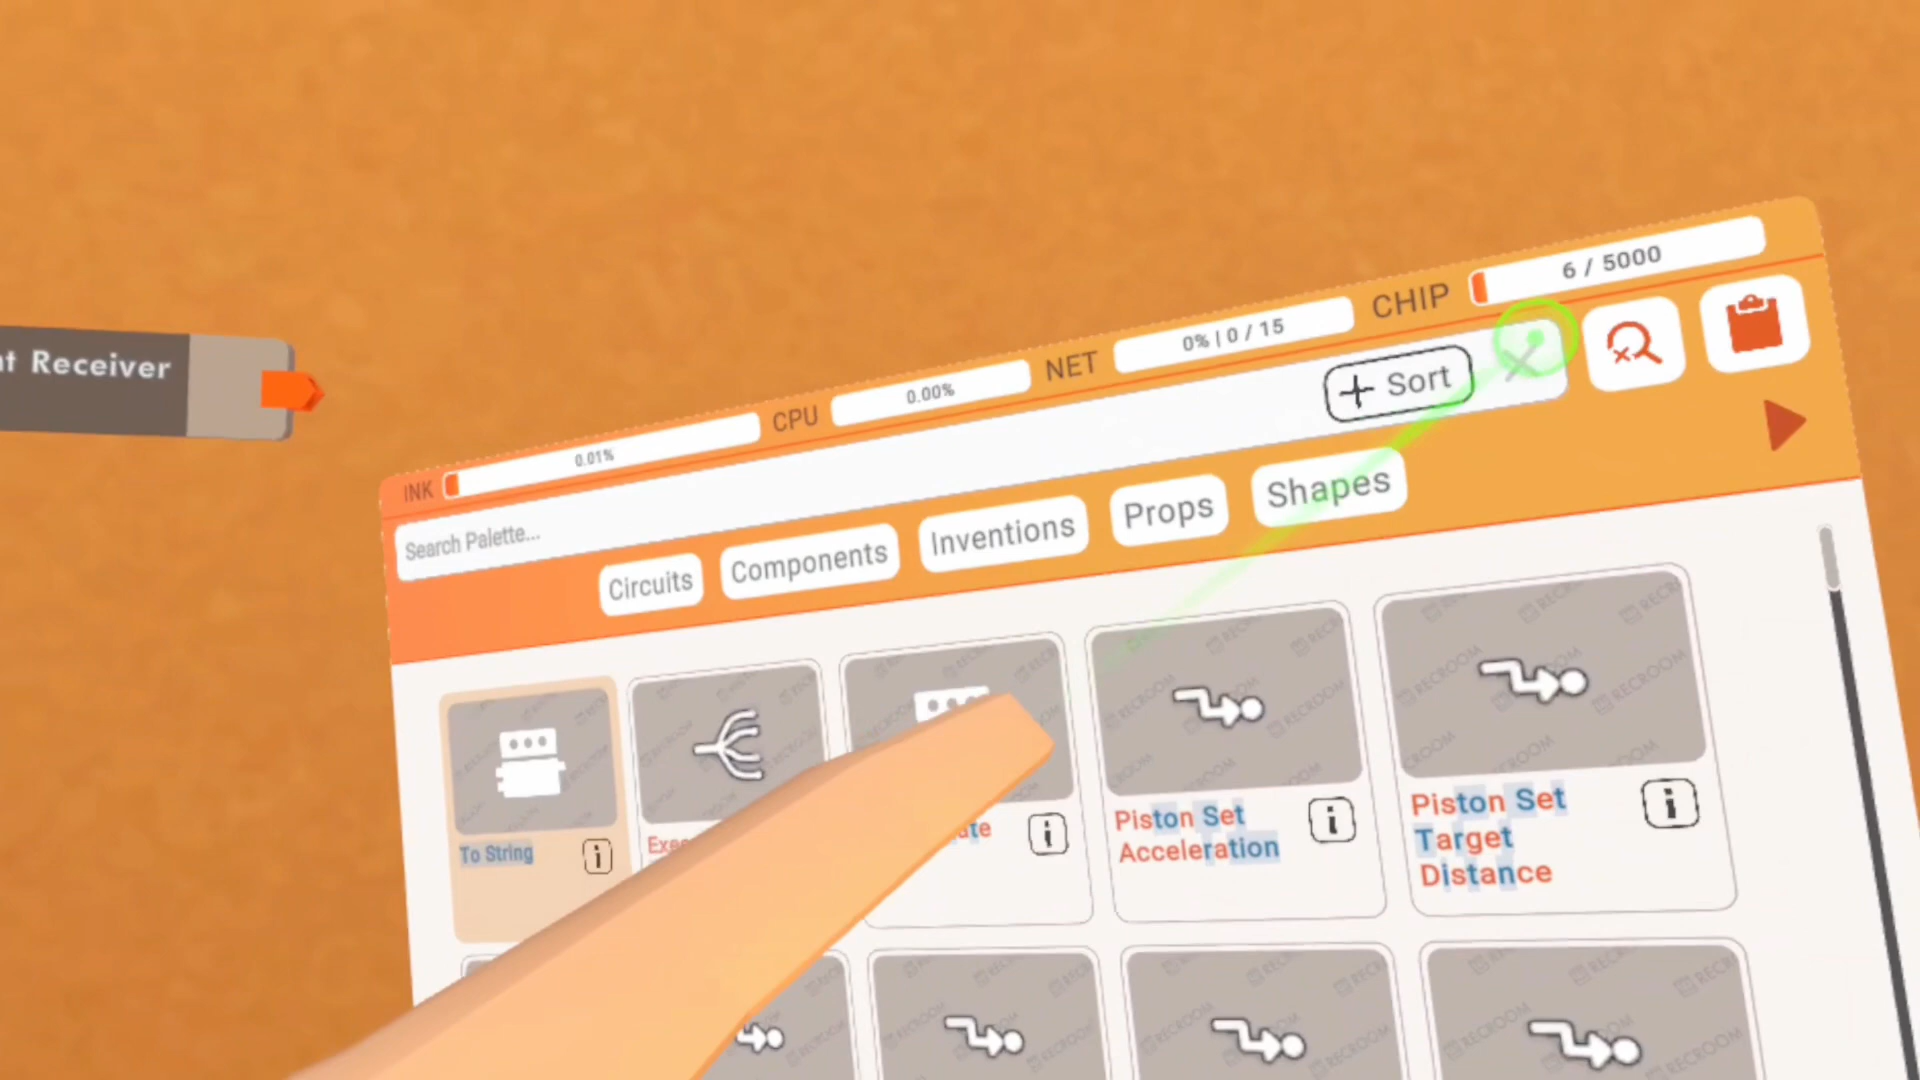 6 / 5000
CHIP
0% | 0 / 15
NET
0.00%
CPU
0.01%
INK
Receiver
Sort
Search Palette...
Circuits
Components
Inventions
Props
Shapes
To String
Piston Set
Acceleration
Piston Set
Target
Distance
RECROOM